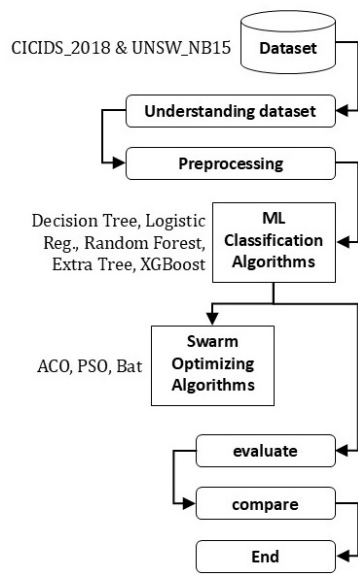 CICIDS_2018 & UNSW_NB15
Dataset
Understanding dataset
Preprocessing
Decision Tree, Logistic
Reg., Random Forest,
Extra Tree, XGBoost
ML
Classification
Algorithms
ACO, PSO, Bat
Swarm
Optimizing
Algorithms
evaluate
compare
End